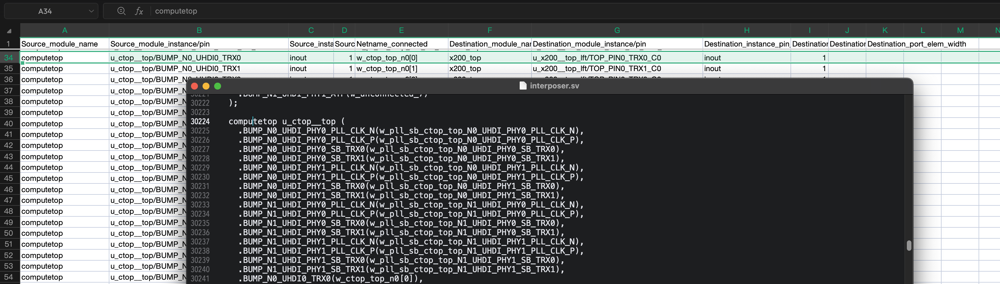 A34 fx computetop
A B C D E F G H I J K L M
1 Source_module_name Source_module_instance/pin Source_insta Sourc Netname_connected Destination_module_nar Destination_module_instance/pin Destination_instance_pin_ Destination Destination Destination_port_elem_width
34 computetop u_ctop__top/BUMP_N0_UHDI0_TRX0 inout 1 w_ctop_top_n0[0] x200_top u_x200__top_lft/TOP_PIN0_TRX0_C0 inout 1
35 computetop u_ctop__top/BUMP_N0_UHDI0_TRX1 inout 1 w_ctop_top_n0[1] x200_top u_x200__top_lft/TOP_PIN0_TRX1_C0 inout 1
36 computetop u_ctop__top/BUMP_N
37 computetop u_ctop__top/BUMP_N
38 computetop u_ctop__top/BUMP_N
39 computetop u_ctop__top/BUMP_N
40 computetop u_ctop__top/BUMP_N
41 computetop u_ctop__top/BUMP_N
42 computetop u_ctop__top/BUMP_N
43 computetop u_ctop__top/BUMP_N
44 computetop u_ctop__top/BUMP_N
45 computetop u_ctop__top/BUMP_N
46 computetop u_ctop__top/BUMP_N
47 computetop u_ctop__top/BUMP_N
48 computetop u_ctop__top/BUMP_N
49 computetop u_ctop__top/BUMP_N
50 computetop u_ctop__top/BUMP_N
51 computetop u_ctop__top/BUMP_N
52 computetop u_ctop__top/BUMP_N
53 computetop u_ctop__top/BUMP_N
54 computetop u_ctop__top/BUMP_N
interposer.sv
30222 );
30223
30224 computetop u_ctop__top (
30225 .BUMP_N0_UHDI_PHY0_PLL_CLK_N(w_pll_sb_ctop_top_N0_UHDI_PHY0_PLL_CLK_N),
30226 .BUMP_N0_UHDI_PHY0_PLL_CLK_P(w_pll_sb_ctop_top_N0_UHDI_PHY0_PLL_CLK_P),
30227 .BUMP_N0_UHDI_PHY0_SB_TRX0(w_pll_sb_ctop_top_N0_UHDI_PHY0_SB_TRX0),
30228 .BUMP_N0_UHDI_PHY0_SB_TRX1(w_pll_sb_ctop_top_N0_UHDI_PHY0_SB_TRX1),
30229 .BUMP_N0_UHDI_PHY1_PLL_CLK_N(w_pll_sb_ctop_top_N0_UHDI_PHY1_PLL_CLK_N),
30230 .BUMP_N0_UHDI_PHY1_PLL_CLK_P(w_pll_sb_ctop_top_N0_UHDI_PHY1_PLL_CLK_P),
30231 .BUMP_N0_UHDI_PHY1_SB_TRX0(w_pll_sb_ctop_top_N0_UHDI_PHY1_SB_TRX0),
30232 .BUMP_N0_UHDI_PHY1_SB_TRX1(w_pll_sb_ctop_top_N0_UHDI_PHY1_SB_TRX1),
30233 .BUMP_N1_UHDI_PHY0_PLL_CLK_N(w_pll_sb_ctop_top_N1_UHDI_PHY0_PLL_CLK_N),
30234 .BUMP_N1_UHDI_PHY0_PLL_CLK_P(w_pll_sb_ctop_top_N1_UHDI_PHY0_PLL_CLK_P),
30235 .BUMP_N1_UHDI_PHY0_SB_TRX0(w_pll_sb_ctop_top_N1_UHDI_PHY0_SB_TRX0),
30236 .BUMP_N1_UHDI_PHY0_SB_TRX1(w_pll_sb_ctop_top_N1_UHDI_PHY0_SB_TRX1),
30237 .BUMP_N1_UHDI_PHY1_PLL_CLK_N(w_pll_sb_ctop_top_N1_UHDI_PHY1_PLL_CLK_N),
30238 .BUMP_N1_UHDI_PHY1_PLL_CLK_P(w_pll_sb_ctop_top_N1_UHDI_PHY1_PLL_CLK_P),
30239 .BUMP_N1_UHDI_PHY1_SB_TRX0(w_pll_sb_ctop_top_N1_UHDI_PHY1_SB_TRX0),
30240 .BUMP_N1_UHDI_PHY1_SB_TRX1(w_pll_sb_ctop_top_N1_UHDI_PHY1_SB_TRX1),
30241 .BUMP_N0_UHDI0_TRX0(w_ctop_top_n0[0]),